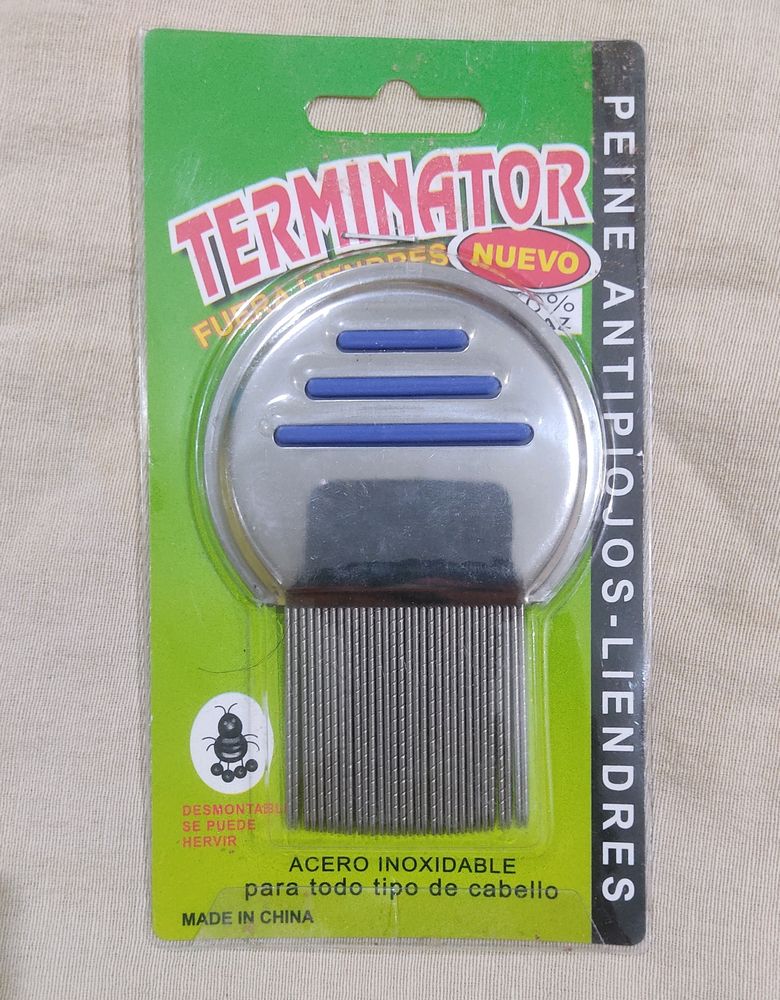 TERMINATOR
FUERA LIENDRES
NUEVO
PEINE ANTIPIOJOS-LIENDRES
SE PUEDE
HERVIR
ACERO INOXIDABLE
para todo tipo de cabello
MADE IN CHINA